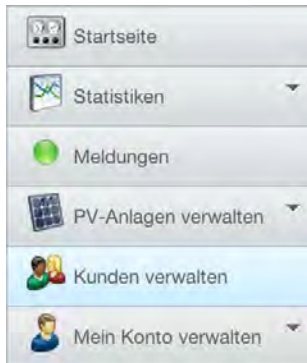 Startseite
Statistiken
Meldungen
PV-Anlagen verwalten
Kunden verwalten
Mein Konto verwalten